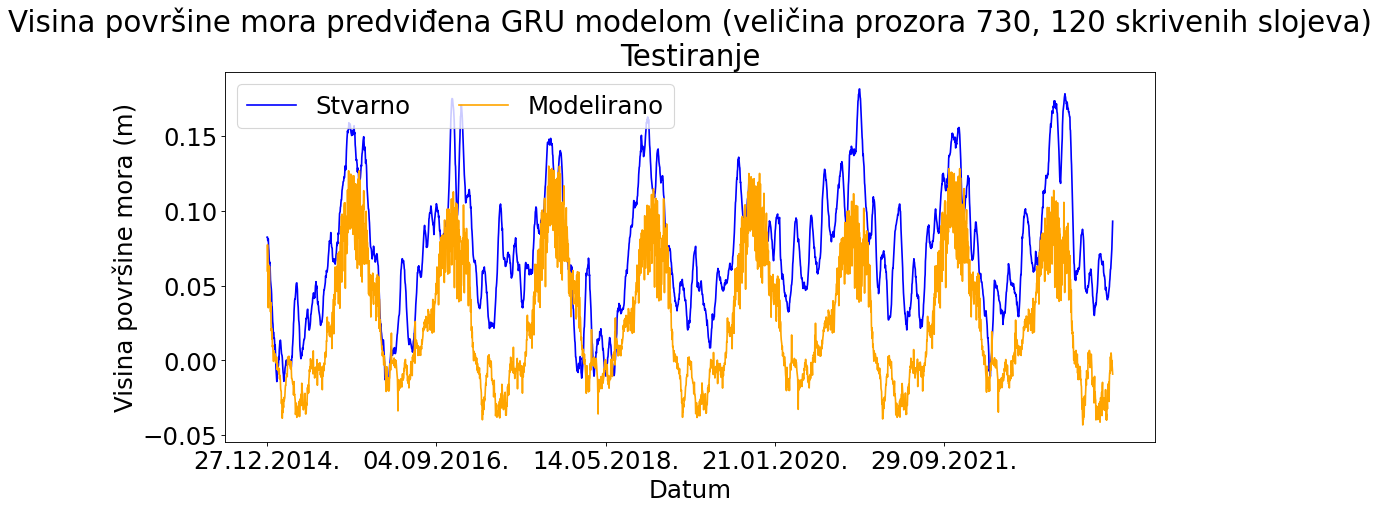 Visina površine mora predviđena GRU modelom (veličina prozora 730, 120 skrivenih slojeva)
Testiranje
Stvarno
Modelirano
Visina površine mora (m)
0.15
0.10
0.05
0.00
−0.05
27.12.2014.
04.09.2016.
14.05.2018.
21.01.2020.
29.09.2021.
Datum